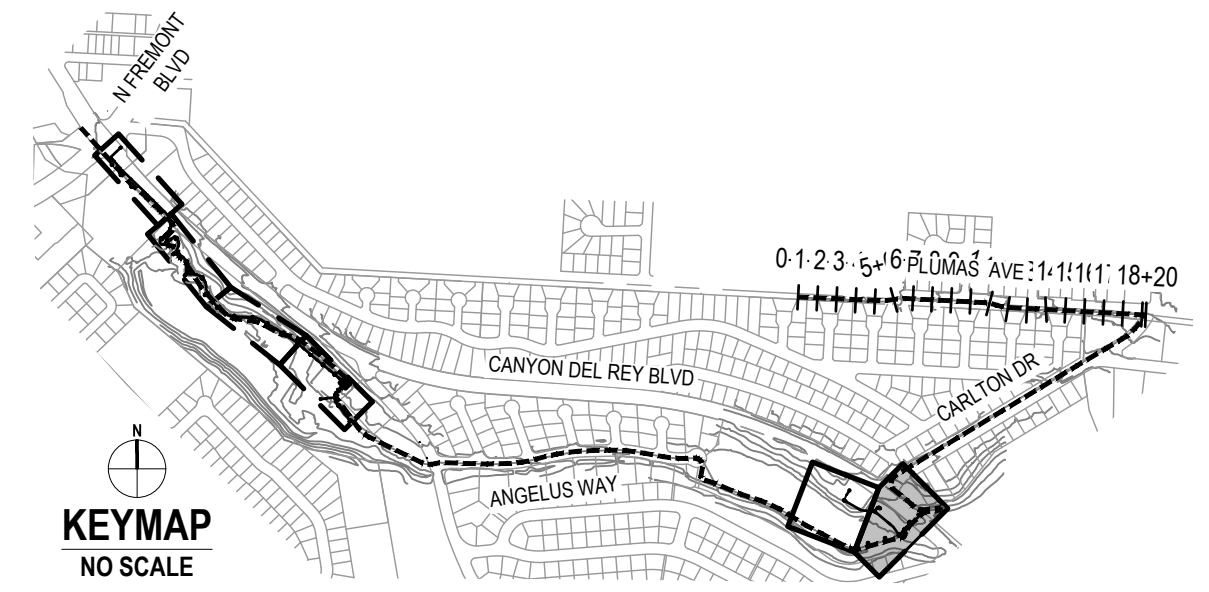 N FREMONT
BLVD
PLUMAS AVE
18+20
CANYON DEL REY BLVD
CARLTON DR
ANGELUS WAY
N
KEYMAP
NO SCALE